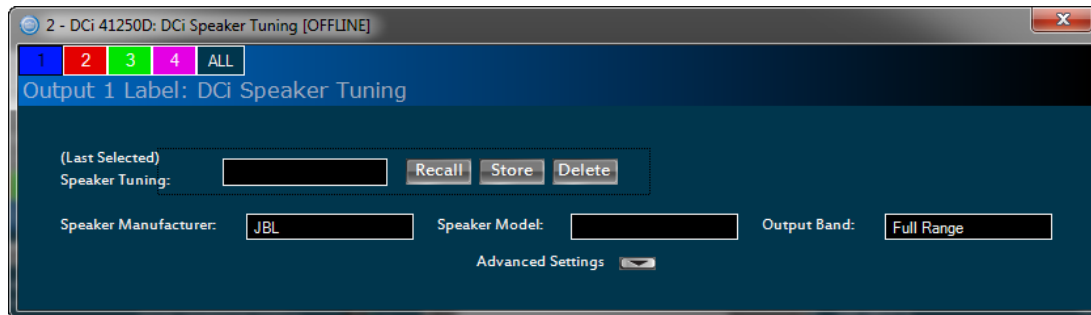 2 - DCi 41250D: DCi Speaker Tuning [OFFLINE]
1 2 3 4 ALL
Output 1 Label: DCi Speaker Tuning
(Last Selected)
Speaker Tuning: Recall Store Delete
Speaker Manufacturer: JBL Speaker Model: Output Band: Full Range
Advanced Settings